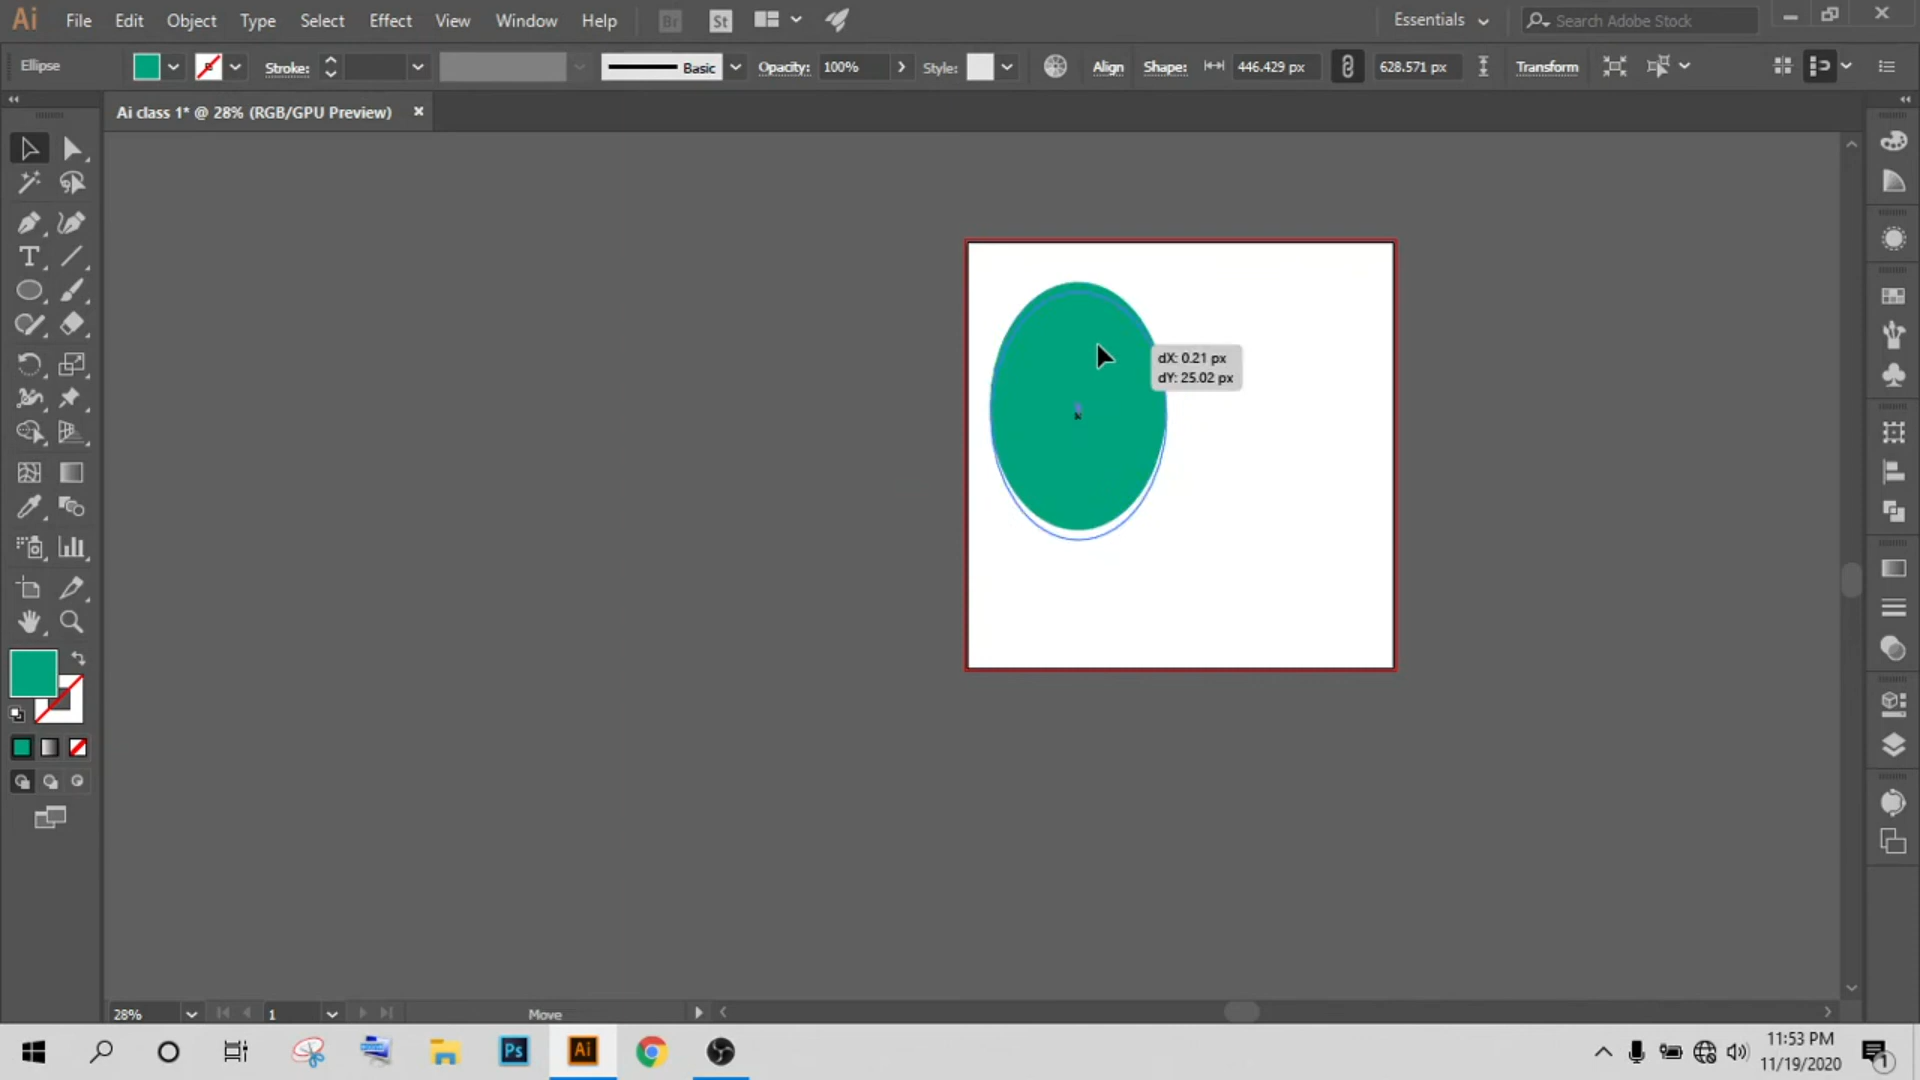 Ai File Edit Object Type Select Effect View Window Help Br St Essentials Search Adobe Stock
Ellipse Stroke: Basic Opacity: 100% Style: Align Shape: 446.429 px 628.571 px Transform
Ai class 1* @ 28% (RGB/GPU Preview) ×
T
dX: 0.21 px
dY: 25.02 px
28% 1 Move
Ps Ai
11:53 PM
11/19/2020
1